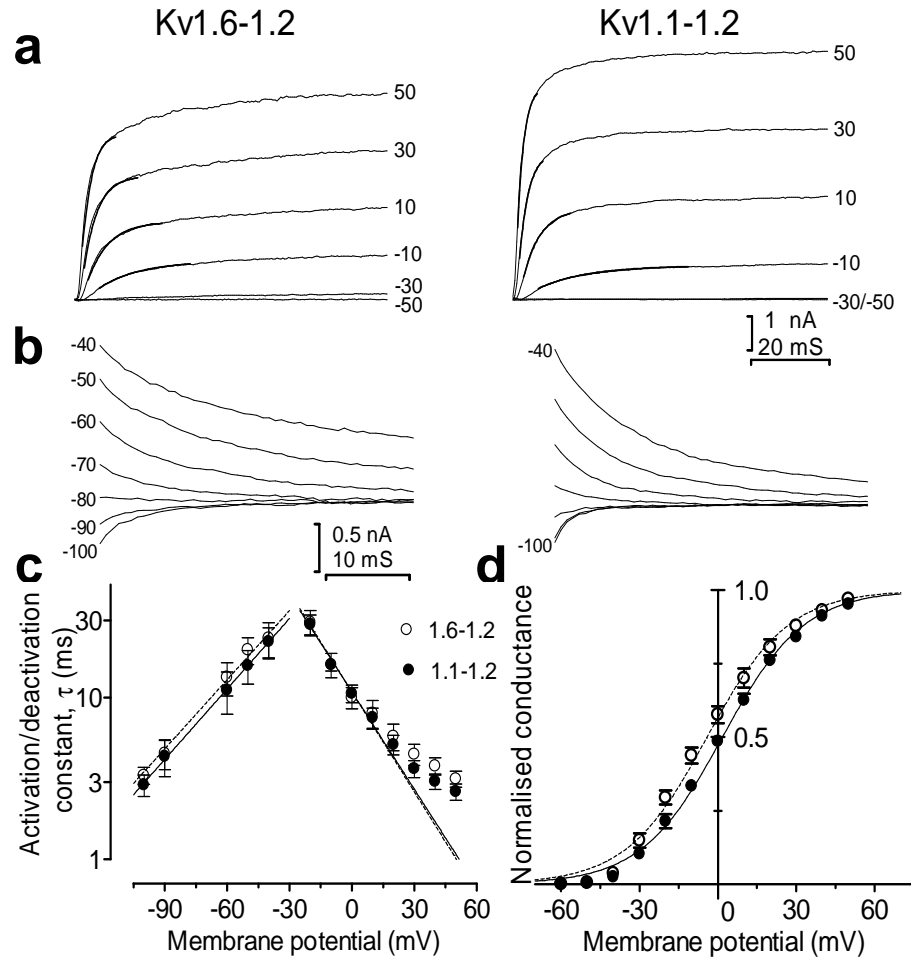 Kv1.6-1.2 Kv1.1-1.2
a
50
30
10
-10
-30
-50
50
30
10
-10
-30/-50
1 nA
20 mS
b
-40
-50
-60
-70
-80
-90
-100
0.5 nA
10 mS
-40
-100
c
Activation/deactivation
constant, τ (ms)
30
10
3
1
1.6-1.2
1.1-1.2
-90 -60 -30 0 30 60
Membrane potential (mV)
d
Normalised conductance
1.0
0.5
-60 -30 0 30 60
Membrane potential (mV)